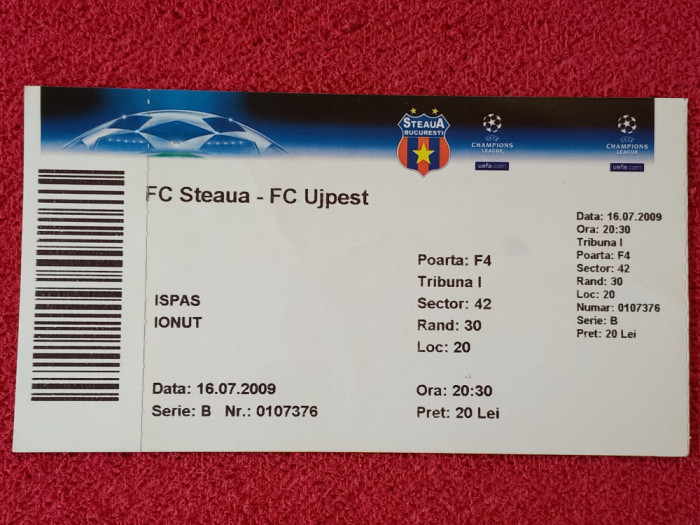 STEAUA
BUCURESTI
CHAMPIONS
LEAGUE
uefa.com
CHAMPIONS
LEAGUE
uefa.com
FC Steaua - FC Ujpest
ISPAS
IONUT
Data: 16.07.2009
Serie: B Nr.: 0107376
Poarta: F4
Tribuna I
Sector: 42
Rand: 30
Loc: 20
Ora: 20:30
Pret: 20 Lei
Data: 16.07.2009
Ora: 20:30
Tribuna I
Poarta: F4
Sector: 42
Rand: 30
Loc: 20
Numar: 0107376
Serie: B
Pret: 20 Lei